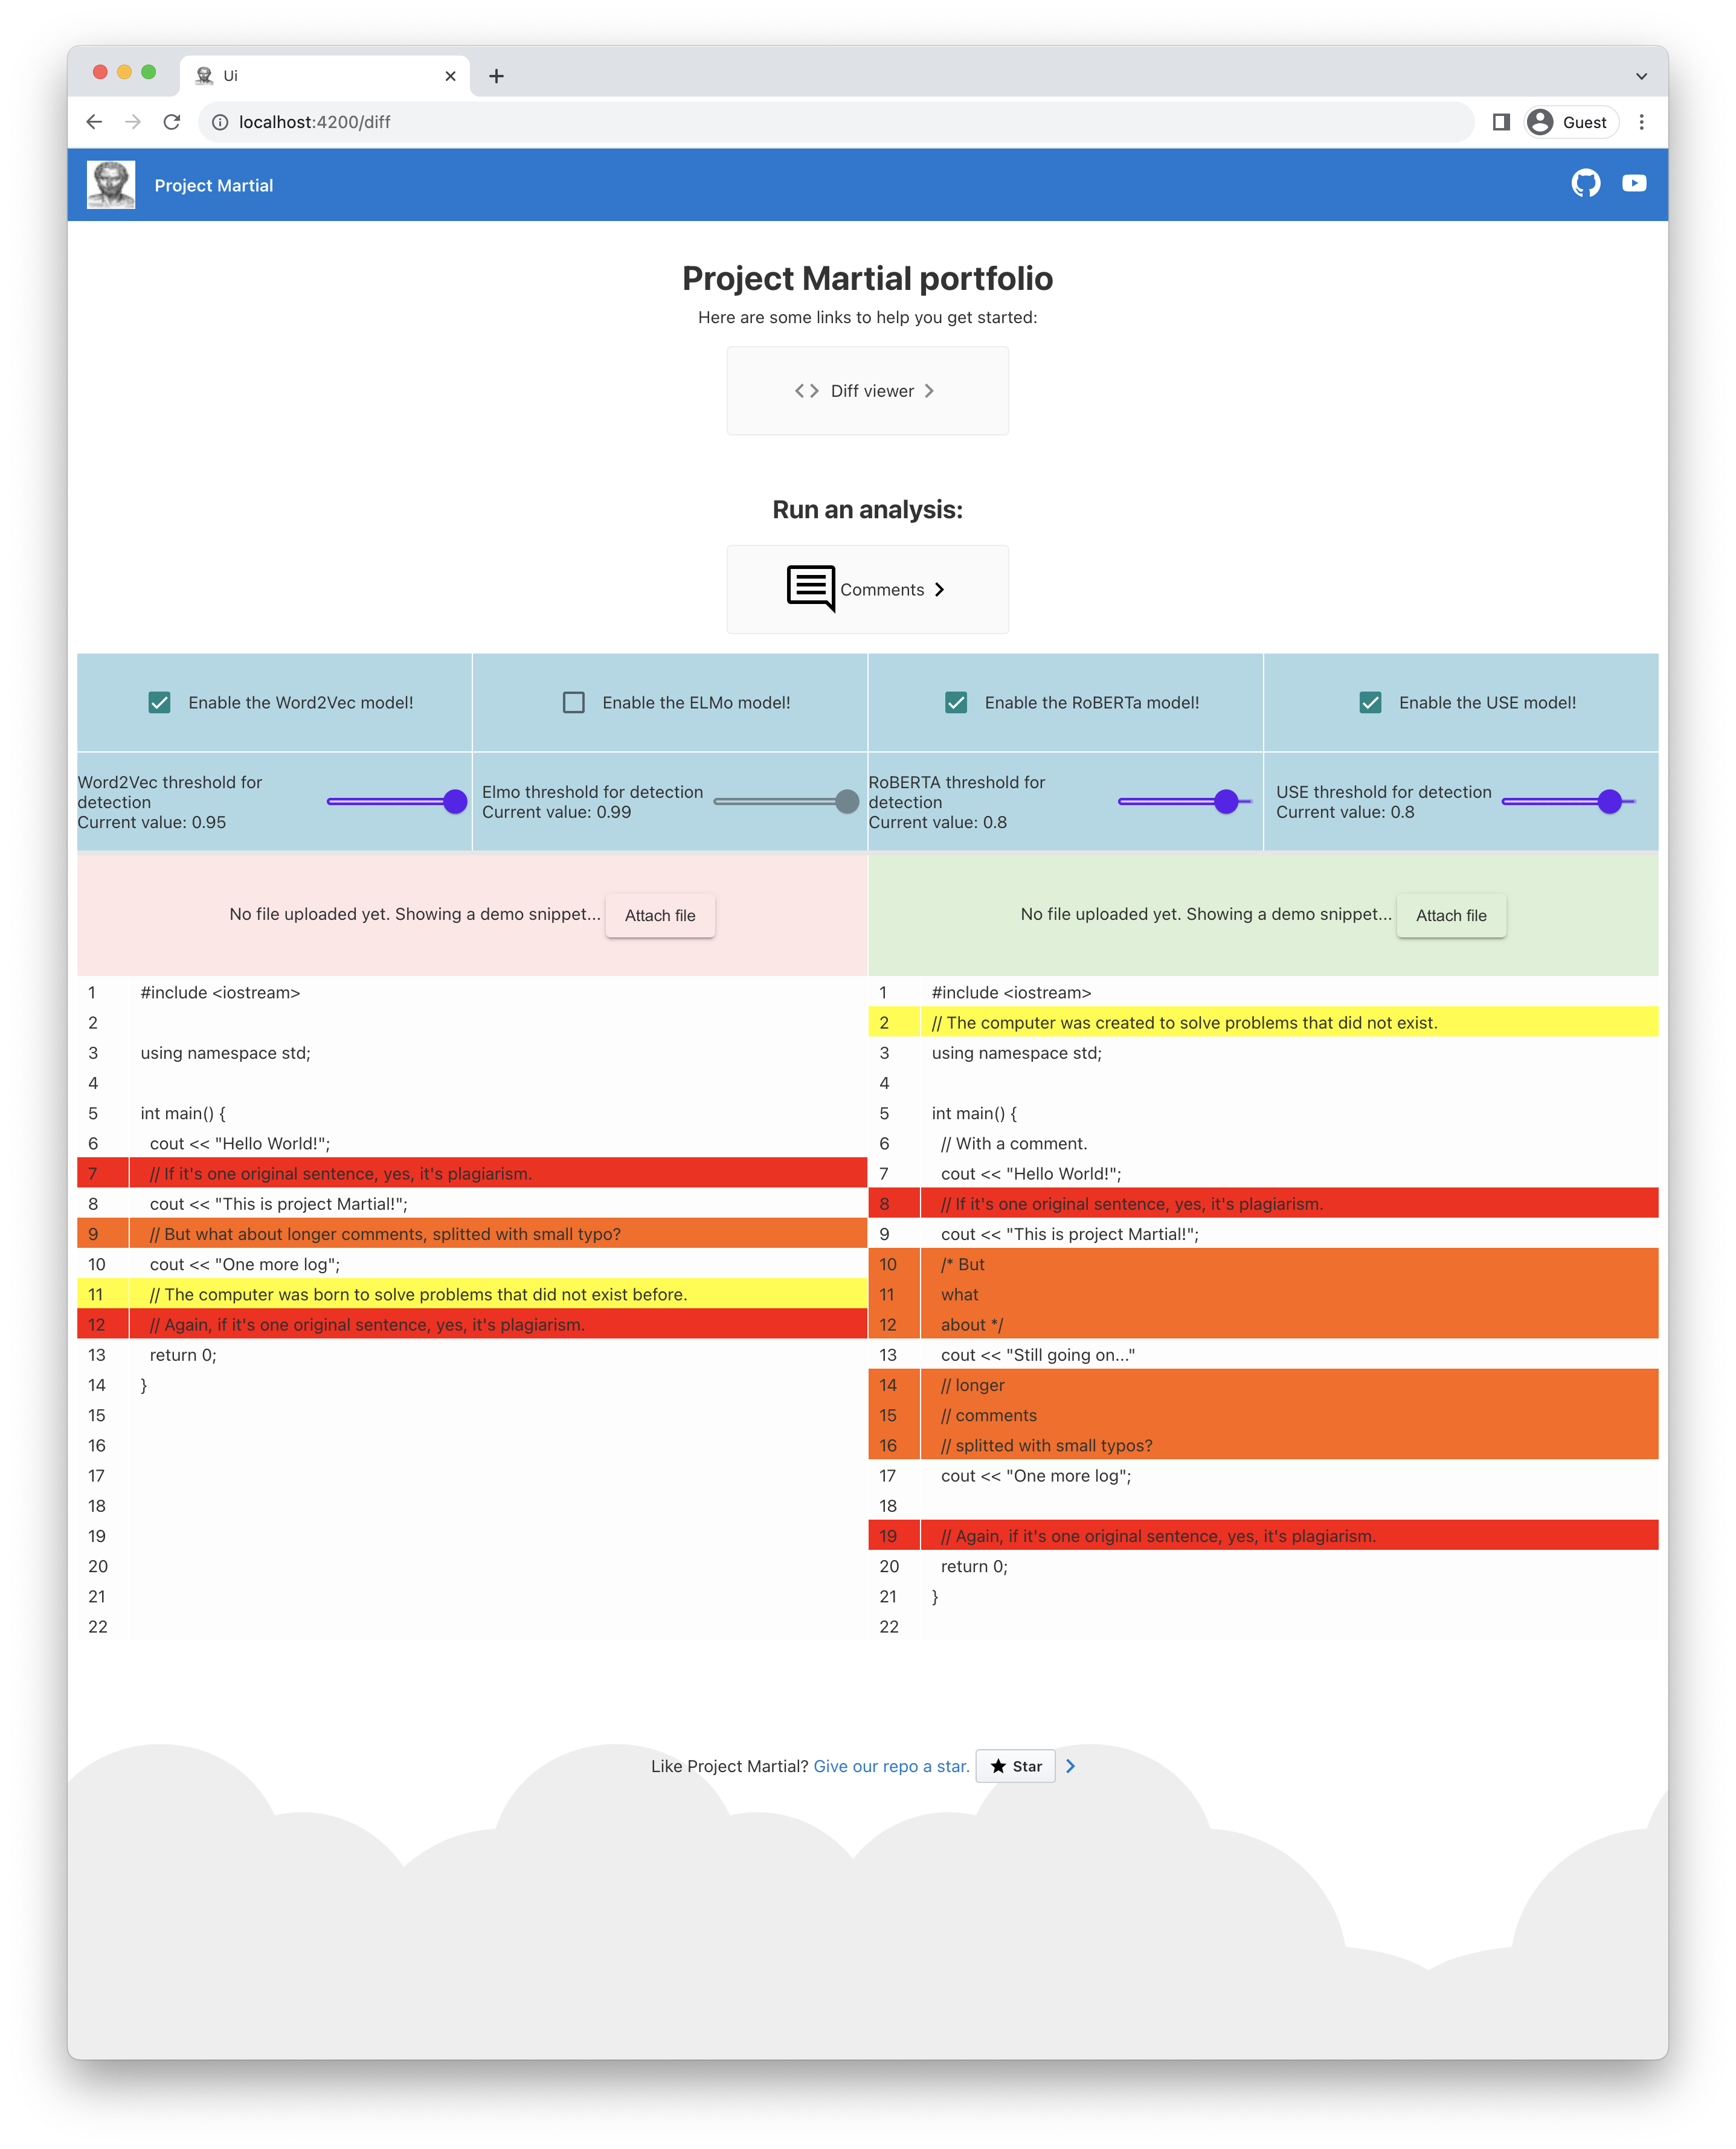 Ui
localhost:4200/diff
Guest
Project Martial
Project Martial portfolio
Here are some links to help you get started:
Diff viewer
Run an analysis:
Comments
Enable the Word2Vec model!
Enable the ELMo model!
Enable the RoBERTa model!
Enable the USE model!
Word2Vec threshold for
detection
Current value: 0.95
Elmo threshold for detection
Current value: 0.99
RoBERTA threshold for
detection
Current value: 0.8
USE threshold for detection
Current value: 0.8
No file uploaded yet. Showing a demo snippet... Attach file
1 #include <iostream>
2
3 using namespace std;
4
5 int main() {
6 cout << "Hello World!";
7 // If it's one original sentence, yes, it's plagiarism.
8 cout << "This is project Martial!";
9 // But what about longer comments, splitted with small typo?
10 cout << "One more log";
11 // The computer was born to solve problems that did not exist before.
12 // Again, if it's one original sentence, yes, it's plagiarism.
13 return 0;
14 }
15
16
17
18
19
20
21
22
No file uploaded yet. Showing a demo snippet... Attach file
1 #include <iostream>
2 // The computer was created to solve problems that did not exist.
3 using namespace std;
4
5 int main() {
6 // With a comment.
7 cout << "Hello World!";
8 // If it's one original sentence, yes, it's plagiarism.
9 cout << "This is project Martial!";
10 /* But
11 what
12 about */
13 cout << "Still going on..."
14 // longer
15 // comments
16 // splitted with small typos?
17 cout << "One more log";
18
19 // Again, if it's one original sentence, yes, it's plagiarism.
20 return 0;
21 }
22
Like Project Martial? Give our repo a star. Star